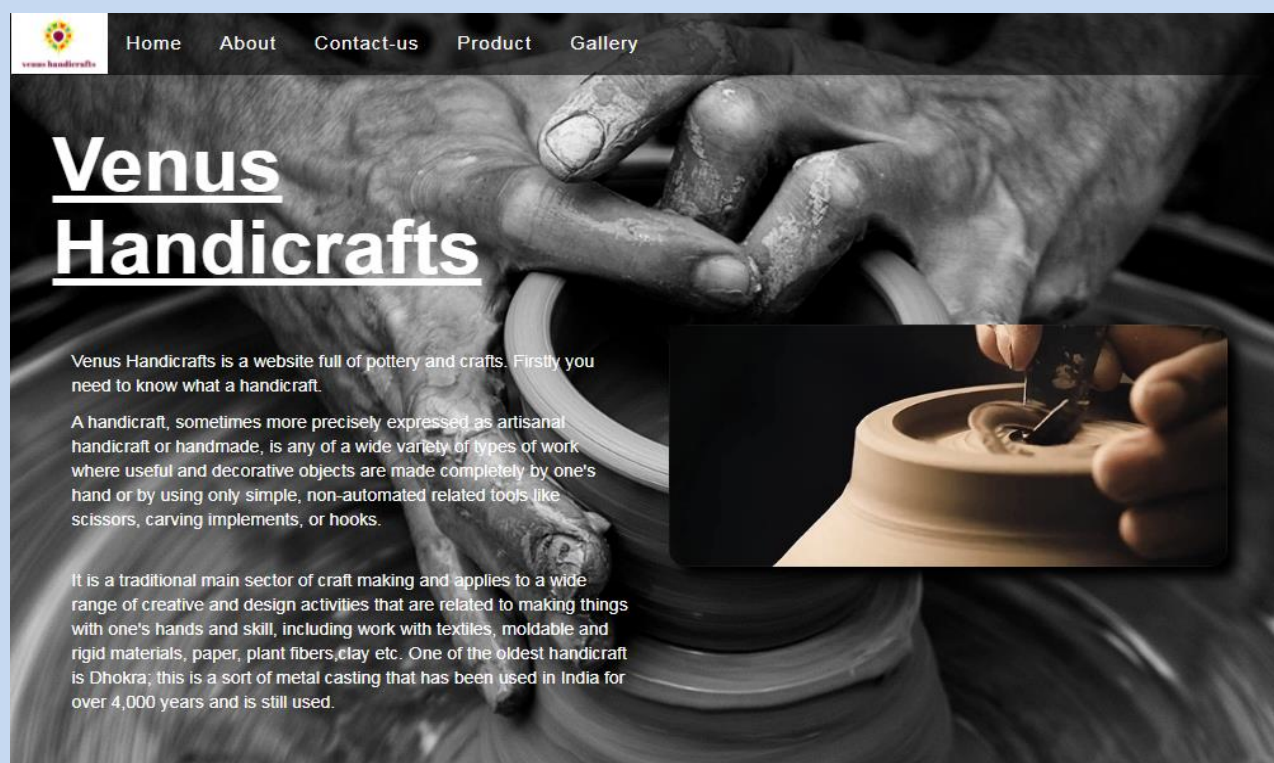 venus handicrafts
Home About Contact-us Product Gallery
Venus
Handicrafts
Venus Handicrafts is a website full of pottery and crafts. Firstly you
need to know what a handicraft.
A handicraft, sometimes more precisely expressed as artisanal
handicraft or handmade, is any of a wide variety of types of work
where useful and decorative objects are made completely by one's
hand or by using only simple, non-automated related tools like
scissors, carving implements, or hooks.
It is a traditional main sector of craft making and applies to a wide
range of creative and design activities that are related to making things
with one's hands and skill, including work with textiles, moldable and
rigid materials, paper, plant fibers,clay etc. One of the oldest handicraft
is Dhokra; this is a sort of metal casting that has been used in India for
over 4,000 years and is still used.